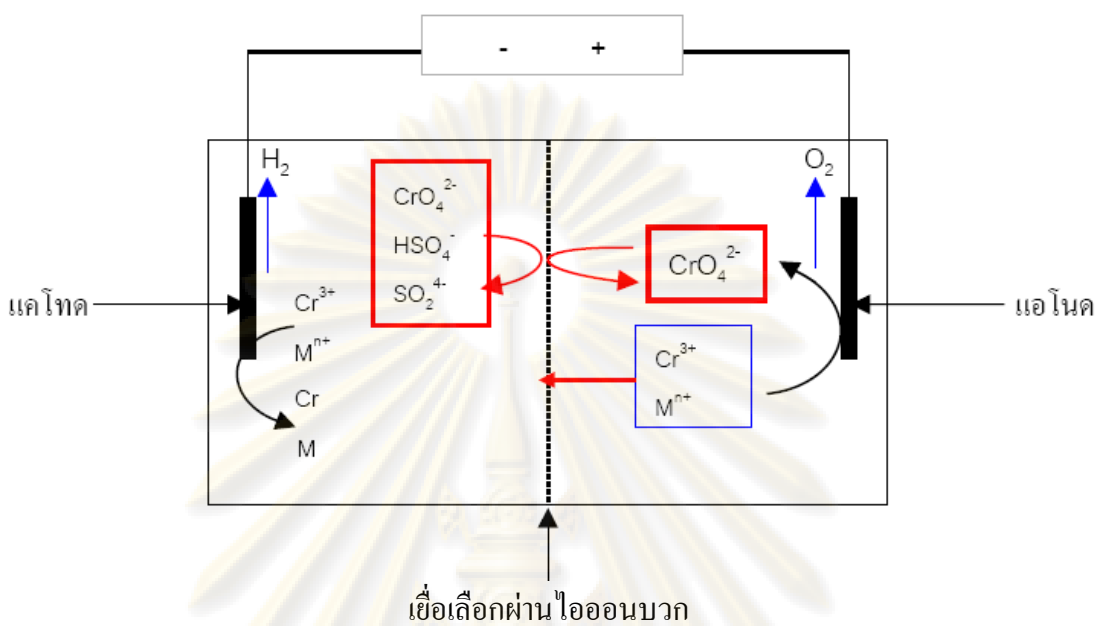 - +
H₂
O₂
CrO₄²⁻
HSO₄⁻
SO₂⁴⁻
CrO₄²⁻
แคโทด
Cr³⁺
Mⁿ⁺
Cr
M
Cr³⁺
Mⁿ⁺
แอโนด
เยื่อเลือกผ่านไอออนบวก